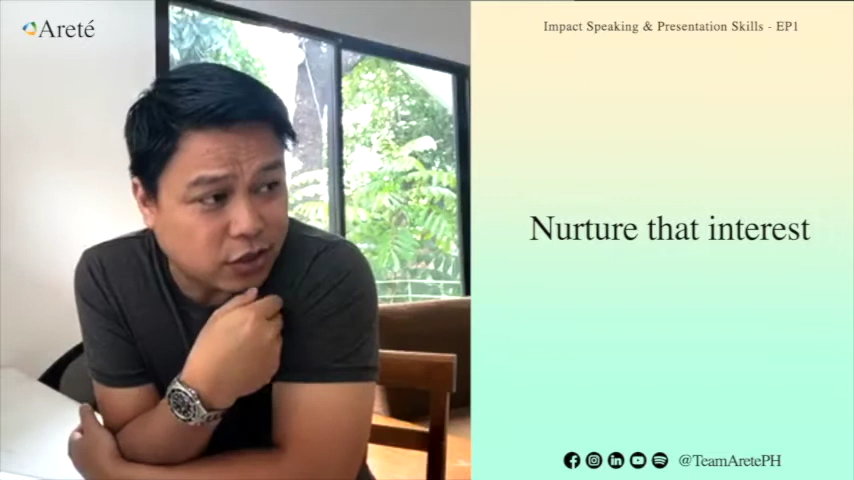 Areté
Impact Speaking & Presentation Skills - EP1
Nurture that interest
@TeamAretePH